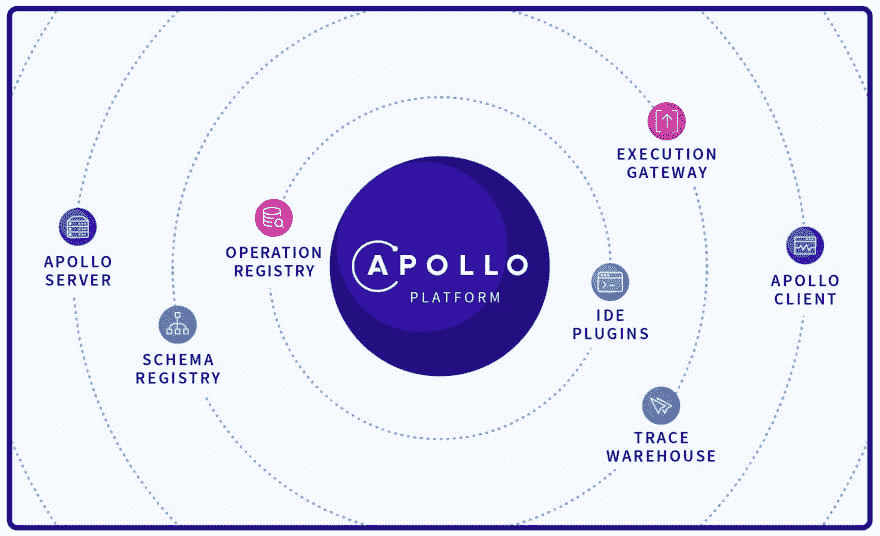 EXECUTION
GATEWAY
OPERATION
REGISTRY
APOLLO
SERVER
APOLLO
PLATFORM
APOLLO
CLIENT
IDE
PLUGINS
SCHEMA
REGISTRY
TRACE
WAREHOUSE